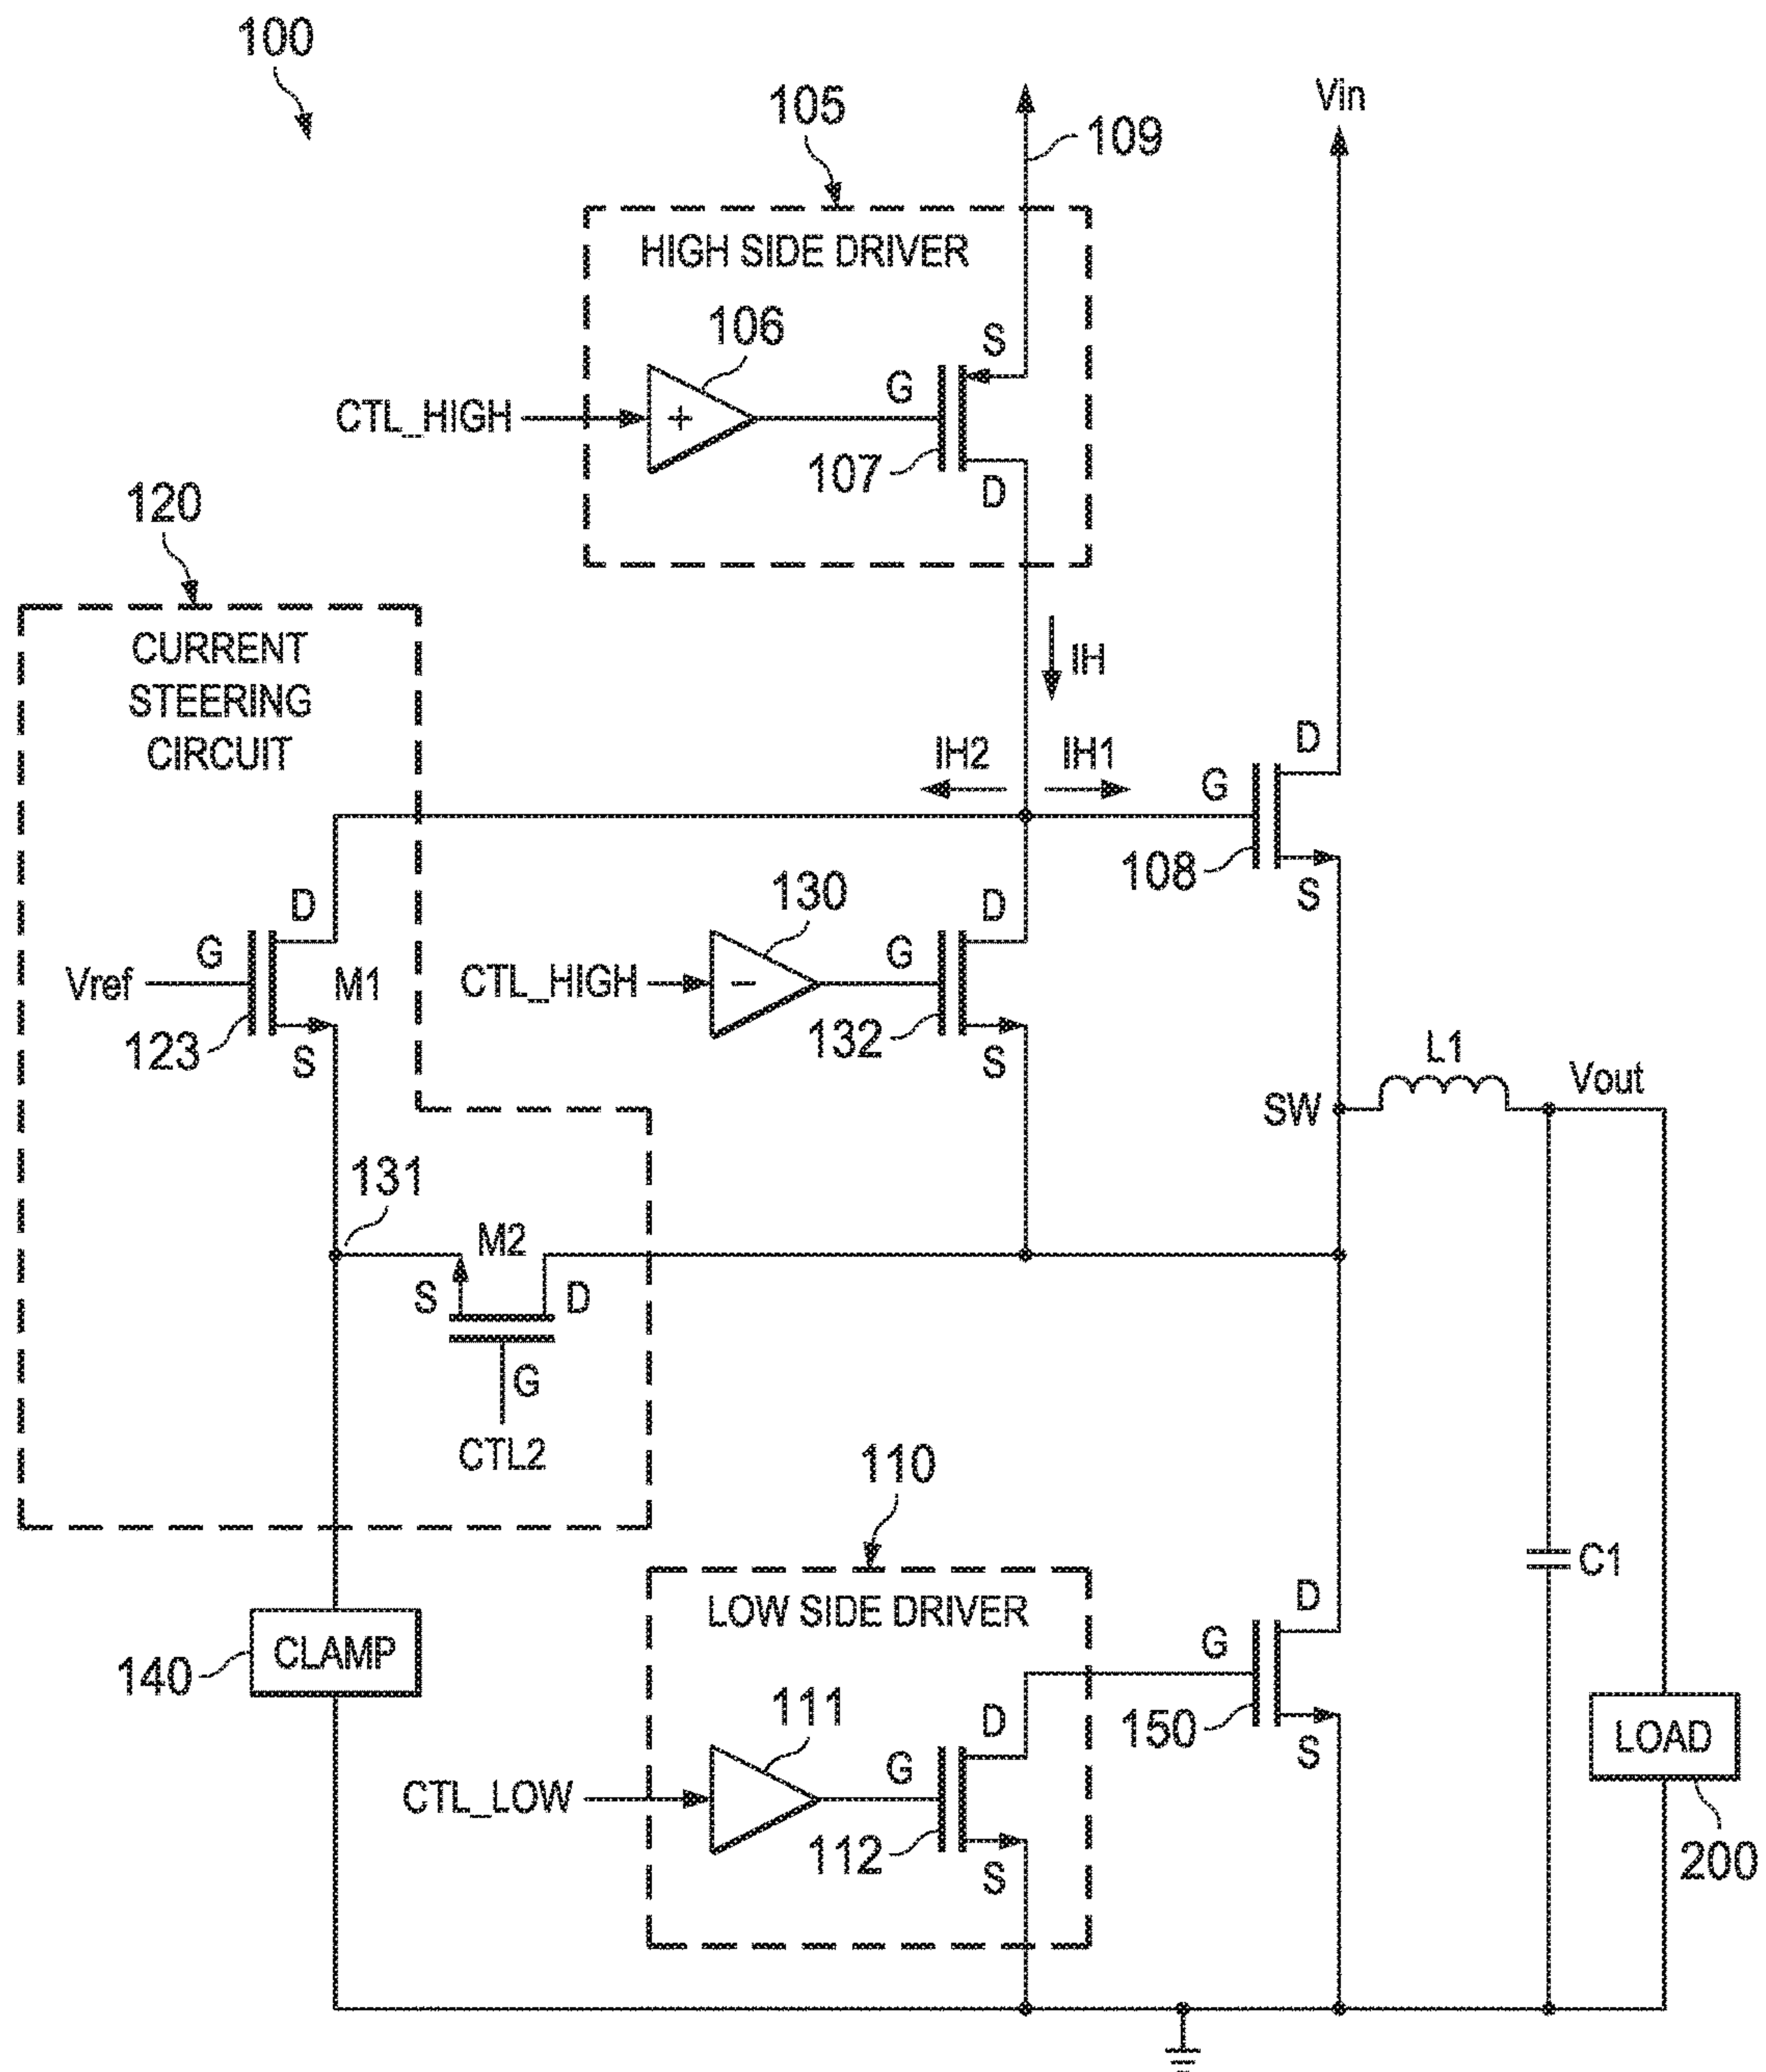 100
105
109
Vin
HIGH SIDE DRIVER
106
S
G
CTL_HIGH
+
107
D
120
CURRENT
STEERING
CIRCUIT
IH
IH2
IH1
D
G
108
S
D
130
D
G
Vref
M1
CTL_HIGH
−
G
123
S
132
S
L1
Vout
SW
131
M2
S
D
G
CTL2
110
C1
LOW SIDE DRIVER
D
G
CLAMP
140
111
D
150
LOAD
S
G
CTL_LOW
112
S
200